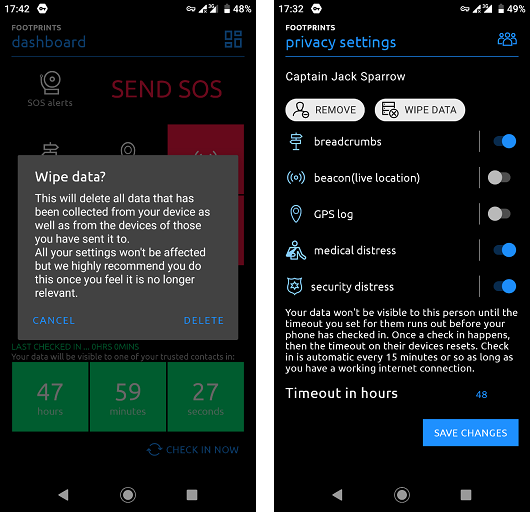 17:42
3G
48%
FOOTPRINTS
dashboard
SOS alerts
SEND SOS
Wipe data?
This will delete all data that has
been collected from your device as
well as from the devices of those
you have sent it to.
All your settings won't be affected
but we highly recommend you do
this once you feel it is no longer
relevant.
CANCEL
DELETE
LAST CHECKED IN ... 0HRS 0MINS
Your data will be visible to one of your trusted contacts in:
47
hours
59
minutes
27
seconds
CHECK IN NOW
17:32
3G
49%
FOOTPRINTS
privacy settings
Captain Jack Sparrow
REMOVE
WIPE DATA
breadcrumbs
beacon(live location)
GPS log
medical distress
security distress
Your data won't be visible to this person until the
timeout you set for them runs out before your
phone has checked in. Once a check in happens,
then the timeout on their devices resets. Check
in is automatic every 15 minutes or so as long as
you have a working internet connection.
Timeout in hours
48
SAVE CHANGES